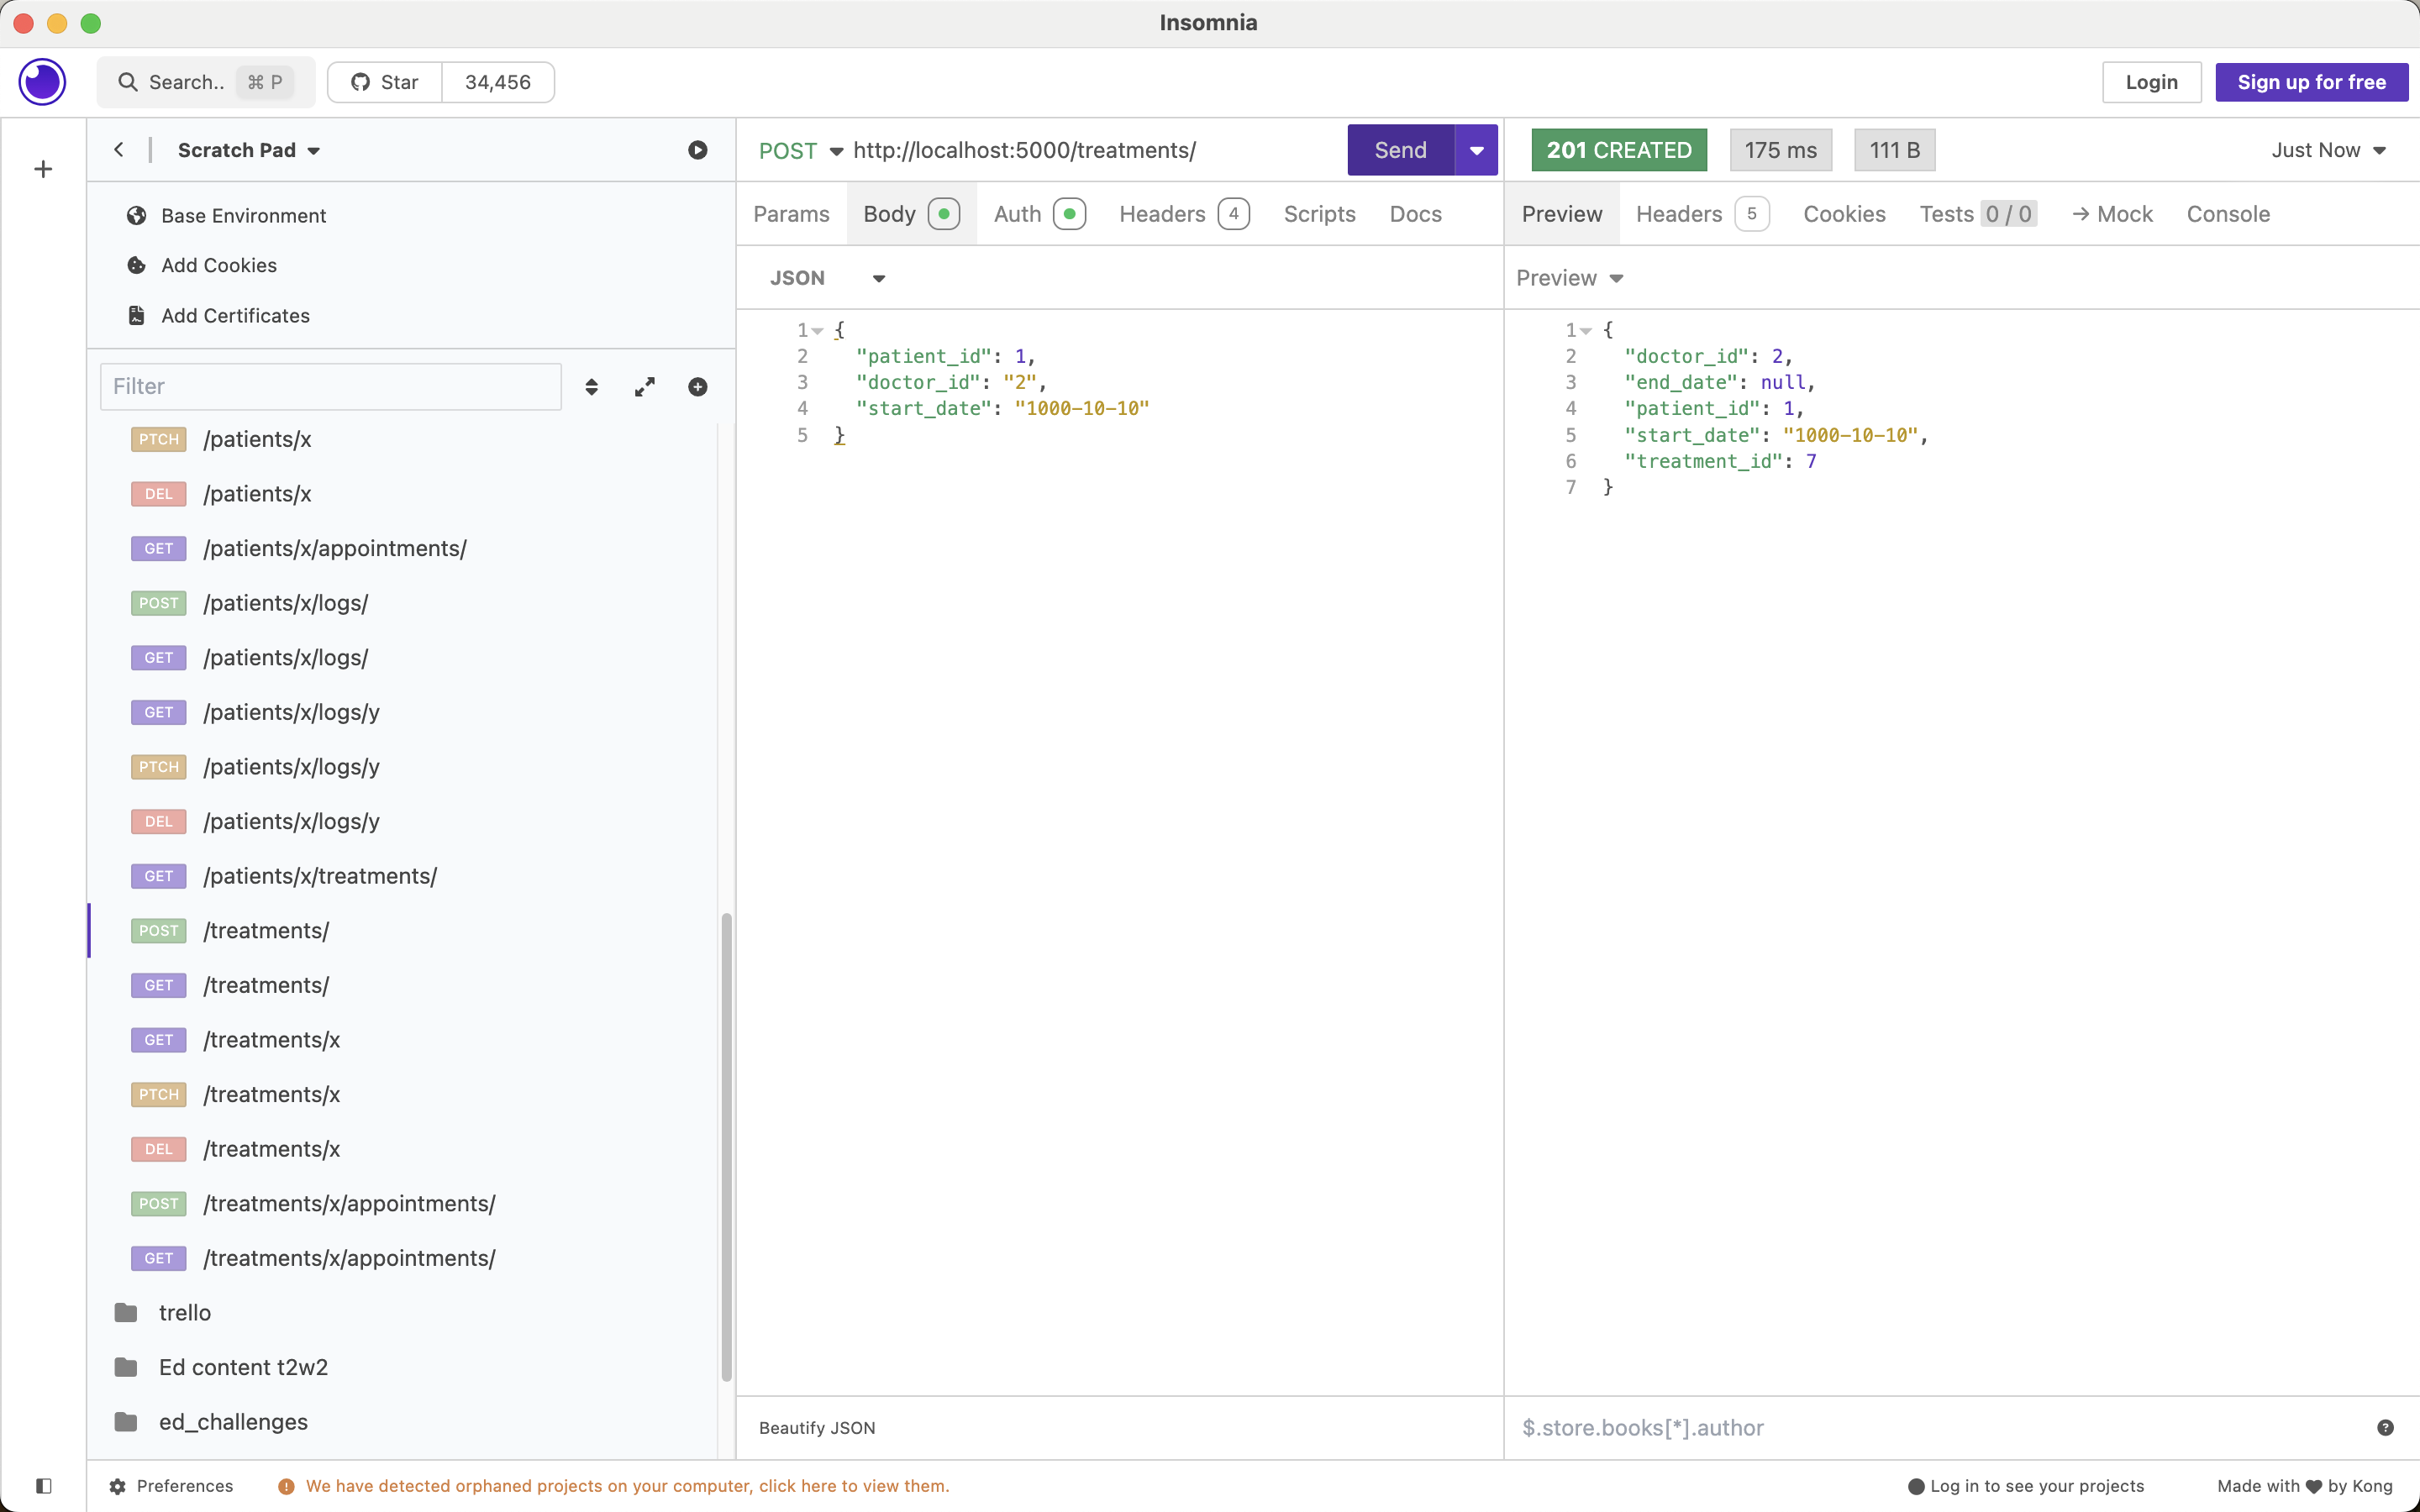 Insomnia
Search.. ⌘ P
Star 34,456
Login
Sign up for free
Scratch Pad
Base Environment
Add Cookies
Add Certificates
Filter
PTCH /patients/x
DEL /patients/x
GET /patients/x/appointments/
POST /patients/x/logs/
GET /patients/x/logs/
GET /patients/x/logs/y
PTCH /patients/x/logs/y
DEL /patients/x/logs/y
GET /patients/x/treatments/
POST /treatments/
GET /treatments/
GET /treatments/x
PTCH /treatments/x
DEL /treatments/x
POST /treatments/x/appointments/
GET /treatments/x/appointments/
trello
Ed content t2w2
ed_challenges
POST http://localhost:5000/treatments/ Send
Params Body Auth Headers 4 Scripts Docs
JSON
1 {
2 "patient_id": 1,
3 "doctor_id": "2",
4 "start_date": "1000-10-10"
5 }
Beautify JSON
201 CREATED 175 ms 111 B Just Now
Preview Headers 5 Cookies Tests 0 / 0 → Mock Console
Preview
1 {
2 "doctor_id": 2,
3 "end_date": null,
4 "patient_id": 1,
5 "start_date": "1000-10-10",
6 "treatment_id": 7
7 }
$.store.books[*].author
Preferences
We have detected orphaned projects on your computer, click here to view them.
Log in to see your projects
Made with ♥ by Kong